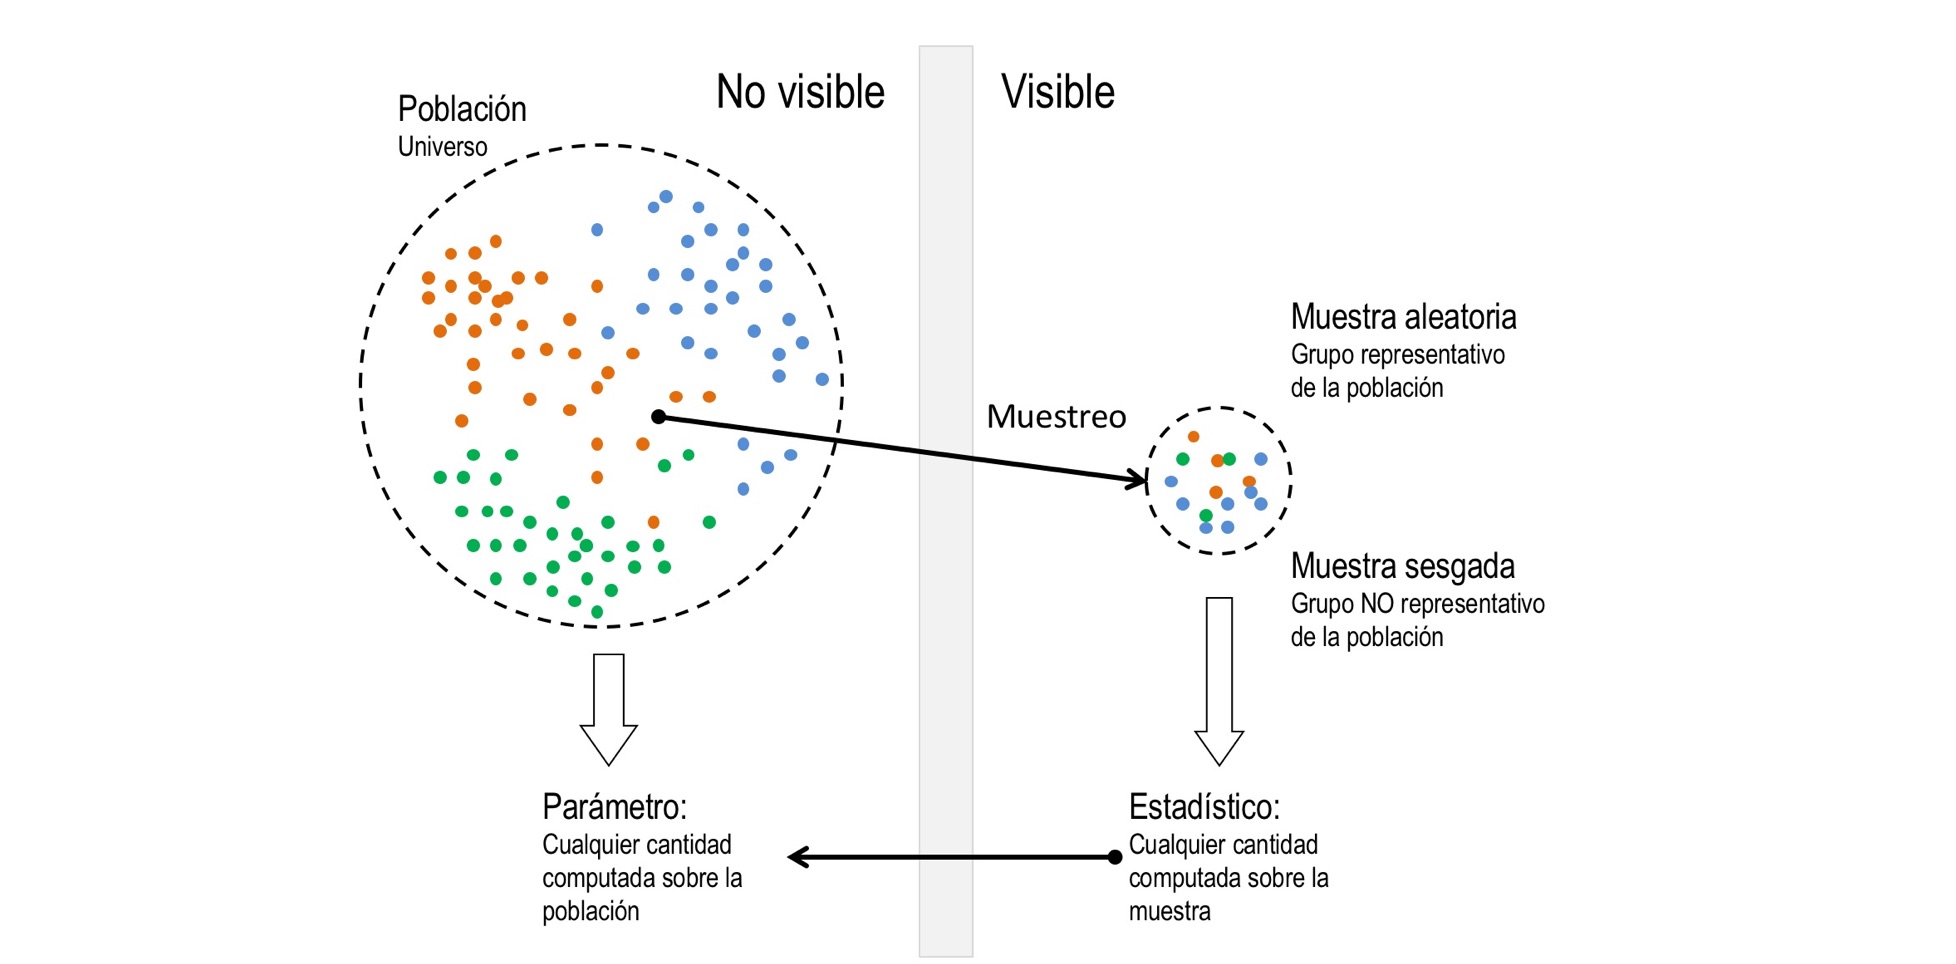 No visible
Visible
Población
Universo
Muestra aleatoria
Grupo representativo
de la población
Muestreo
Muestra sesgada
Grupo NO representativo
de la población
Parámetro:
Cualquier cantidad
computada sobre la
población
Estadístico:
Cualquier cantidad
computada sobre la
muestra